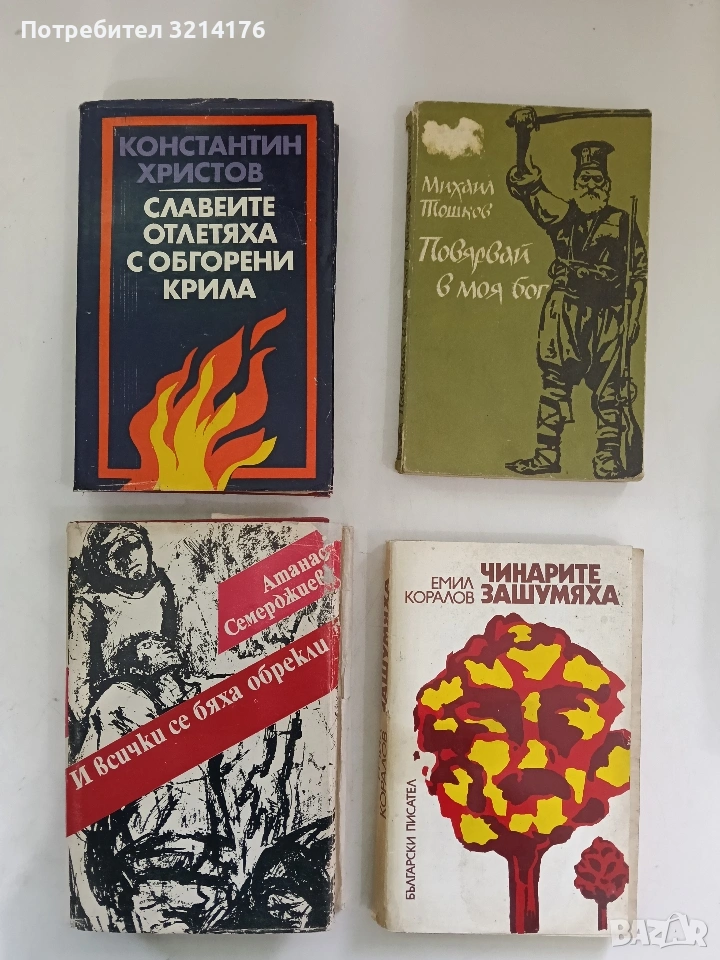 Потребител 3214176
КОНСТАНТИН
ХРИСТОВ
СЛАВЕИТЕ
ОТЛЕТЯХА
С ОБГОРЕНИ
КРИЛА
Михаил
Тошков
Повярвай
в моя бог
Атанас
Семерджиев
И всички се бяха обрекли
ЕМИЛ
КОРАЛОВ
ЧИНАРИТЕ
ЗАШУМЯХА
КОРАЛОВ ЗАШУМЯХА
БЪЛГАРСКИ ПИСАТЕЛ
BAZAR